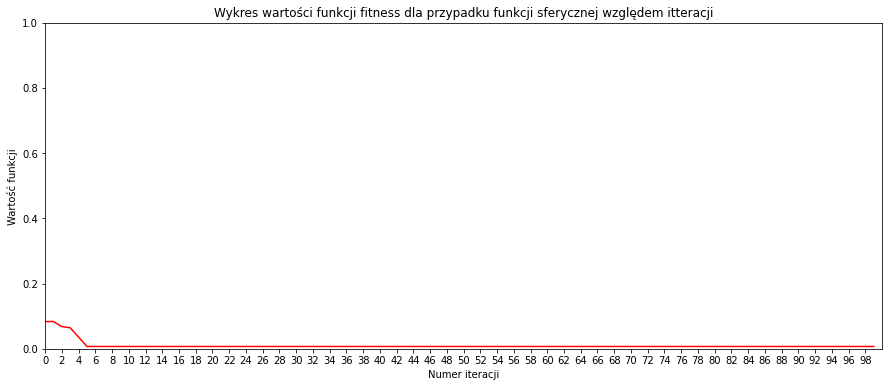 Wykres wartości funkcji fitness dla przypadku funkcji sferycznej względem itteracji
1.0
0.8
0.6
0.4
0.2
0.0
Wartość funkcji
0 2 4 6 8 10 12 14 16 18 20 22 24 26 28 30 32 34 36 38 40 42 44 46 48 50 52 54 56 58 60 62 64 66 68 70 72 74 76 78 80 82 84 86 88 90 92 94 96 98
Numer iteracji